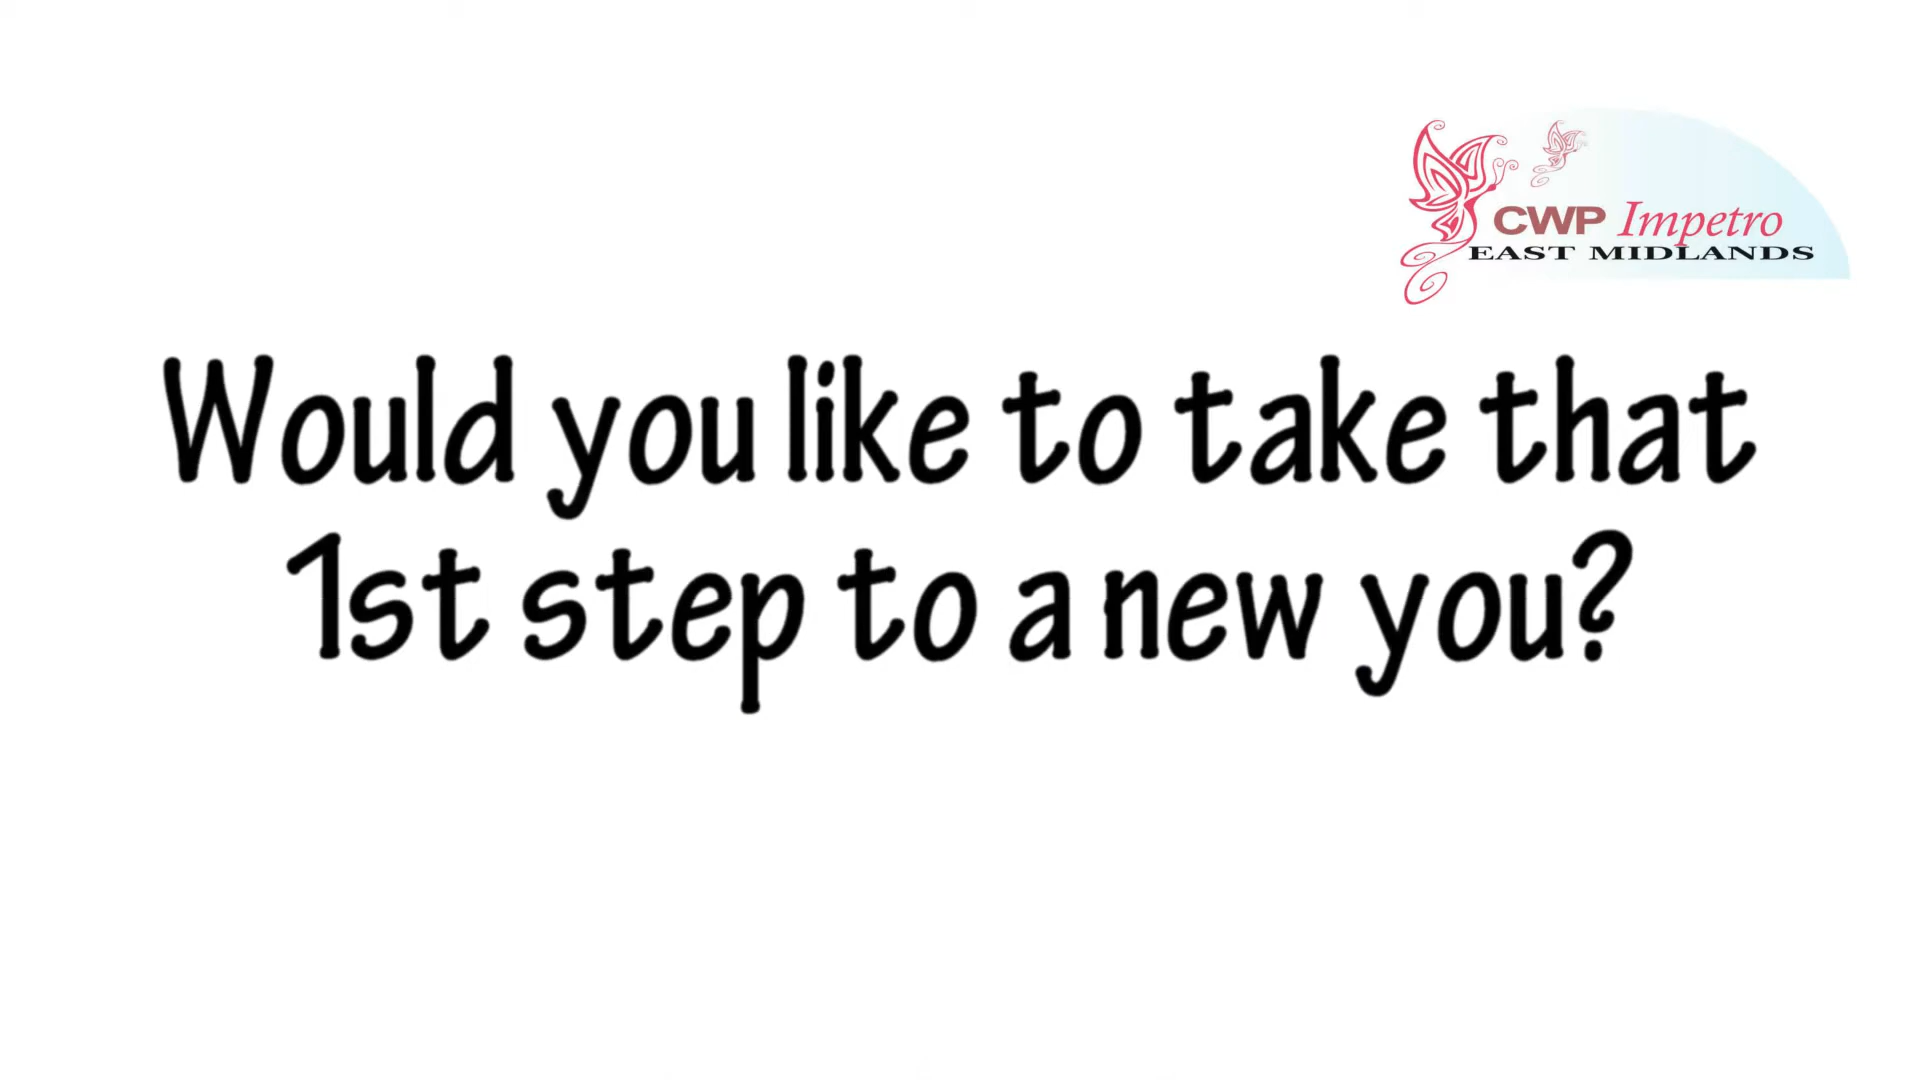 CWP Impetro
EAST MIDLANDS
Would you like to take that
1st step to a new you?